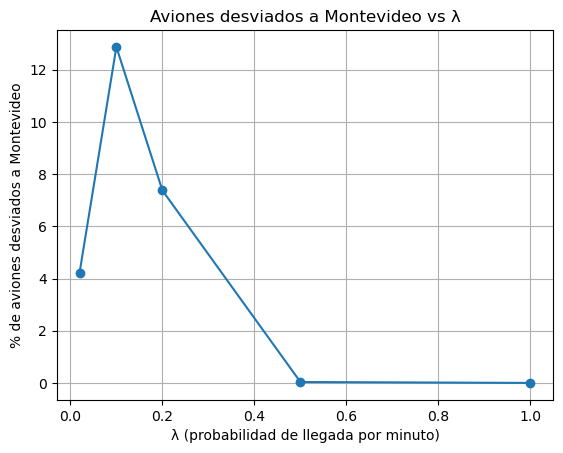 Aviones desviados a Montevideo vs λ
% de aviones desviados a Montevideo
12
10
8
6
4
2
0
0.0 0.2 0.4 0.6 0.8 1.0
λ (probabilidad de llegada por minuto)